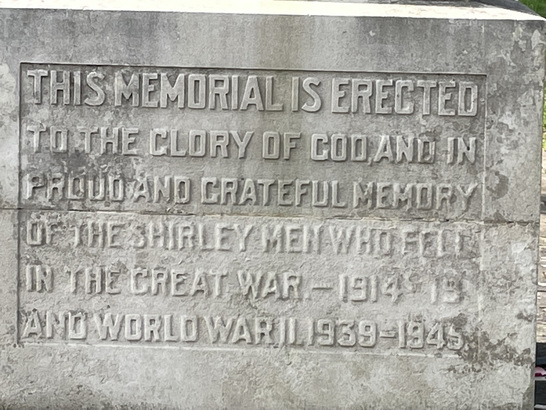 THIS MEMORIAL IS ERECTED
TO THE GLORY OF GOD, AND IN
PROUD AND GRATEFUL MEMORY
OF THE SHIRLEY MEN WHO FELL
IN THE GREAT WAR. — 1914
AND WORLD WAR II. 1939-1945